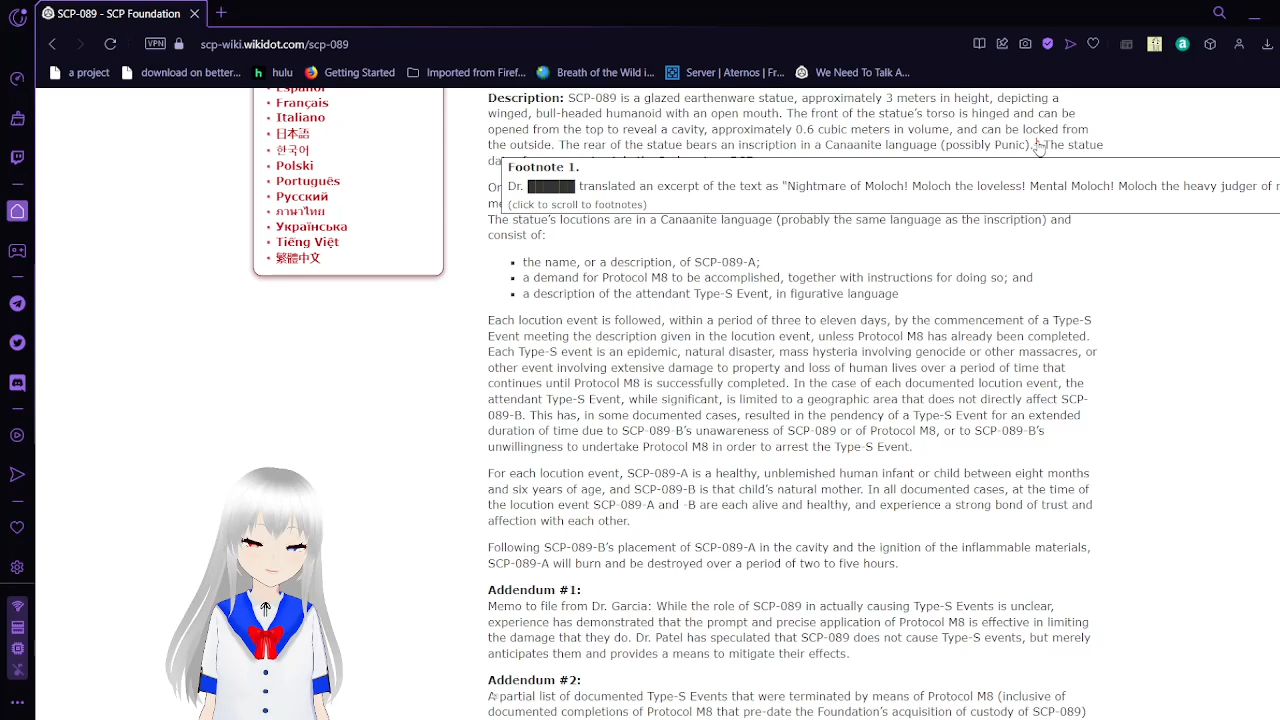 SCP-089 - SCP Foundation
VPN
scp-wiki.wikidot.com/scp-089
a project
download on better...
hulu
Getting Started
Imported from Firef...
Breath of the Wild i...
Server | Aternos | Fr...
We Need To Talk A...
Español
Français
Italiano
日本語
한국어
Polski
Português
Русский
ภาษาไทย
Українська
Tiếng Việt
繁體中文
Description: SCP-089 is a glazed earthenware statue, approximately 3 meters in height, depicting a
winged, bull-headed humanoid with an open mouth. The front of the statue's torso is hinged and can be
opened from the top to reveal a cavity, approximately 0.6 cubic meters in volume, and can be locked from
the outside. The rear of the statue bears an inscription in a Canaanite language (possibly Punic). The statue
Footnote 1.
Dr. ██████ translated an excerpt of the text as "Nightmare of Moloch! Moloch the loveless! Mental Moloch! Moloch the heavy judger of
(click to scroll to footnotes)
The statue's locutions are in a Canaanite language (probably the same language as the inscription) and
consist of:
the name, or a description, of SCP-089-A;
a demand for Protocol M8 to be accomplished, together with instructions for doing so; and
a description of the attendant Type-S Event, in figurative language
Each locution event is followed, within a period of three to eleven days, by the commencement of a Type-S
Event meeting the description given in the locution event, unless Protocol M8 has already been completed.
Each Type-S event is an epidemic, natural disaster, mass hysteria involving genocide or other massacres, or
other event involving extensive damage to property and loss of human lives over a period of time that
continues until Protocol M8 is successfully completed. In the case of each documented locution event, the
attendant Type-S Event, while significant, is limited to a geographic area that does not directly affect SCP-
089-B. This has, in some documented cases, resulted in the pendency of a Type-S Event for an extended
duration of time due to SCP-089-B's unawareness of SCP-089 or of Protocol M8, or to SCP-089-B's
unwillingness to undertake Protocol M8 in order to arrest the Type-S Event.
For each locution event, SCP-089-A is a healthy, unblemished human infant or child between eight months
and six years of age, and SCP-089-B is that child's natural mother. In all documented cases, at the time of
the locution event SCP-089-A and -B are each alive and healthy, and experience a strong bond of trust and
affection with each other.
Following SCP-089-B's placement of SCP-089-A in the cavity and the ignition of the inflammable materials,
SCP-089-A will burn and be destroyed over a period of two to five hours.
Addendum #1:
Memo to file from Dr. Garcia: While the role of SCP-089 in actually causing Type-S Events is unclear,
experience has demonstrated that the prompt and precise application of Protocol M8 is effective in limiting
the damage that they do. Dr. Patel has speculated that SCP-089 does not cause Type-S events, but merely
anticipates them and provides a means to mitigate their effects.
Addendum #2:
A partial list of documented Type-S Events that were terminated by means of Protocol M8 (inclusive of
documented completions of Protocol M8 that pre-date the Foundation's acquisition of custody of SCP-089)